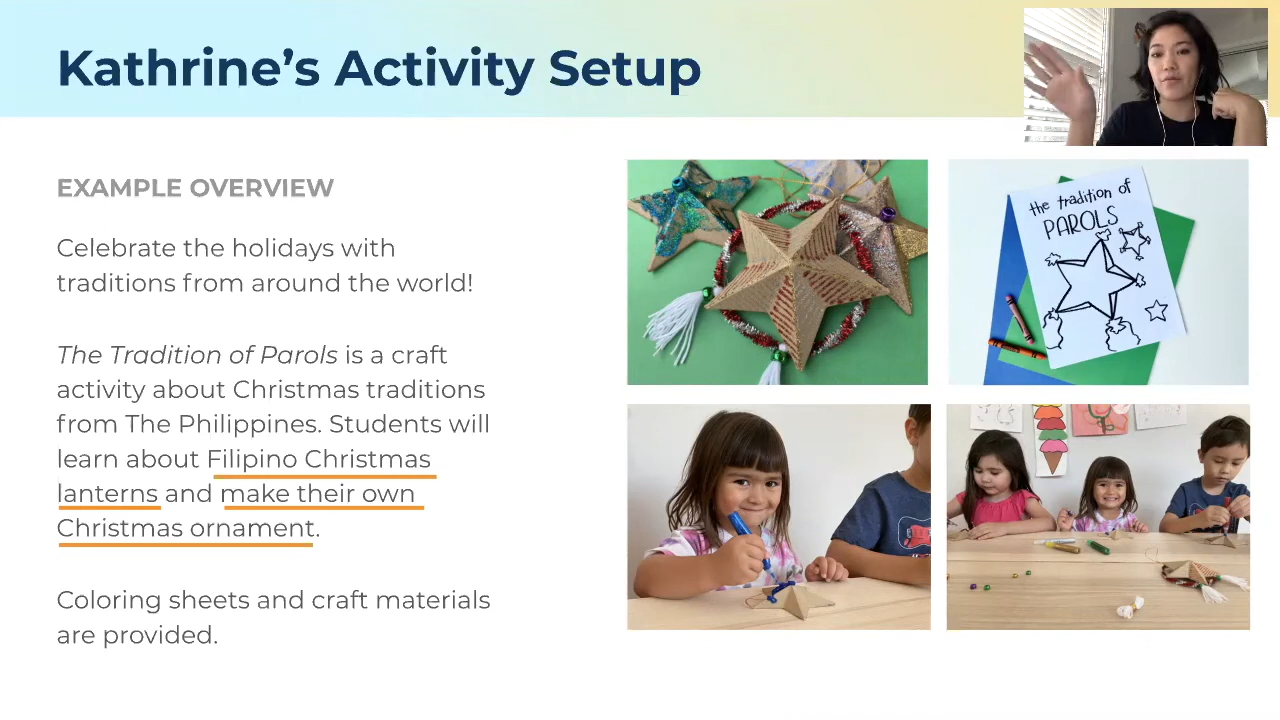 Kathrine’s Activity Setup
EXAMPLE OVERVIEW
Celebrate the holidays with
traditions from around the world!
The Tradition of Parols is a craft
activity about Christmas traditions
from The Philippines. Students will
learn about Filipino Christmas
lanterns and make their own
Christmas ornament.
Coloring sheets and craft materials
are provided.
the tradition of
PAROLS